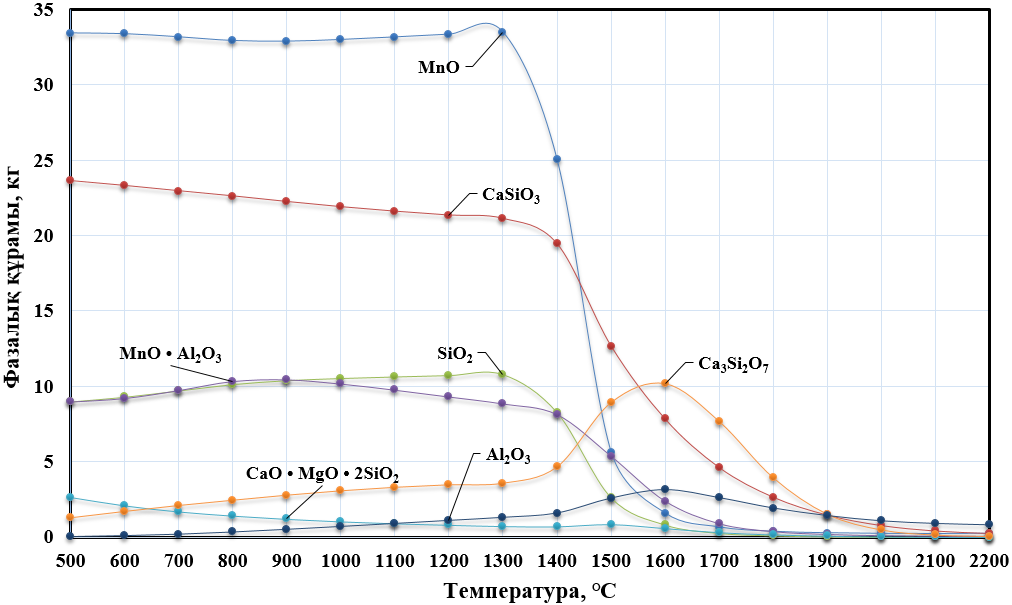 35
MnO
30
25
CaSiO₃
20
Фазалық құрамы, кг
15
MnO • Al₂O₃
SiO₂
Ca₃Si₂O₇
10
Al₂O₃
CaO • MgO • 2SiO₂
5
0
500 600 700 800 900 1000 1100 1200 1300 1400 1500 1600 1700 1800 1900 2000 2100 2200
Температура, °C